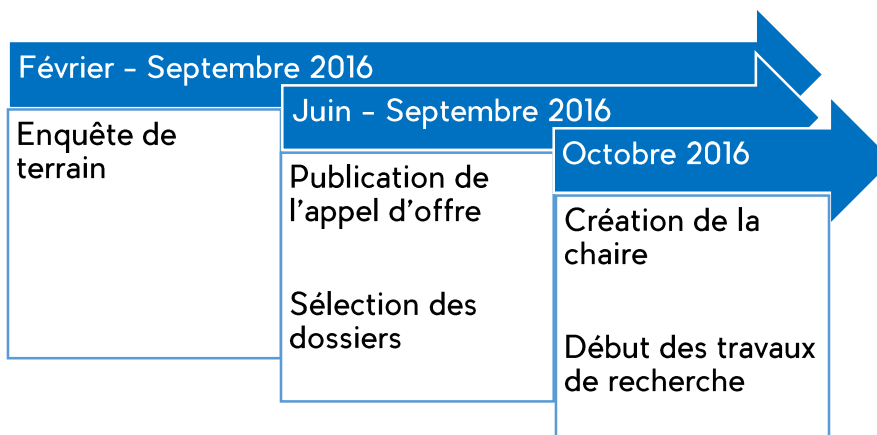 Février - Septembre 2016
Enquête de
terrain
Juin - Septembre 2016
Publication de
l'appel d'offre
Sélection des
dossiers
Octobre 2016
Création de la
chaire
Début des travaux
de recherche